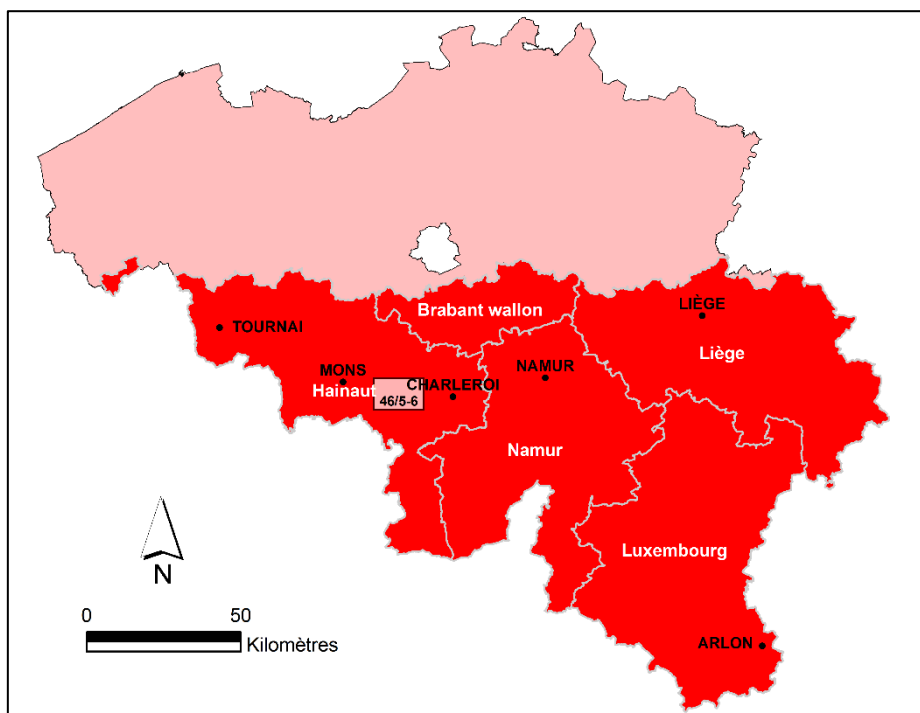 Brabant wallon
LIÈGE
TOURNAI
Liège
MONS
NAMUR
Hainaut
CHARLEROI
46/5-6
Namur
Luxembourg
N
0 50
Kilomètres
ARLON